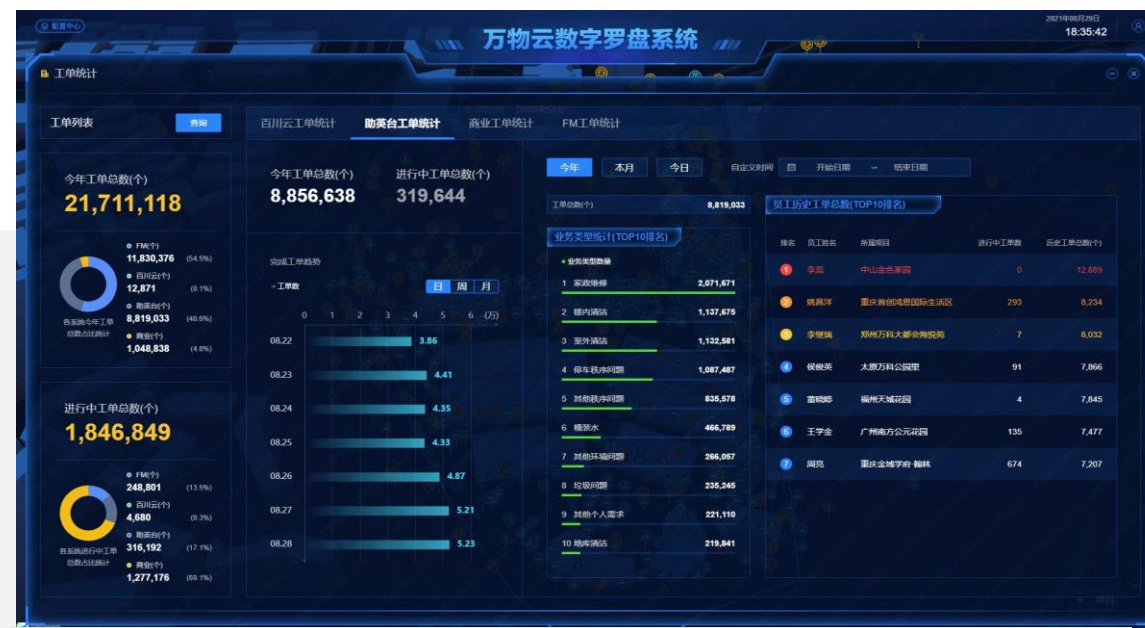 配置中心
万物云数字罗盘系统
2021年08月29日
18:35:42
工单统计
工单列表
查询
今年工单总数(个)
21,711,118
FM(个)
11,830,376 (54.5%)
百川云(个)
12,871 (0.1%)
助英台(个)
8,819,033 (40.6%)
商业(个)
1,048,838 (4.8%)
各系统今年工单
总数占比统计
进行中工单总数(个)
1,846,849
FM(个)
248,801 (13.5%)
百川云(个)
4,680 (0.3%)
助英台(个)
316,192 (17.1%)
商业(个)
1,277,176 (69.1%)
各系统进行中工单
总数占比统计
百川云工单统计 助英台工单统计 商业工单统计 FM工单统计
今年工单总数(个) 进行中工单总数(个)
8,856,638 319,644
完成工单趋势
工单数
日 周 月
0 1 2 3 4 5 6 (万)
08.22 3.86
08.23 4.41
08.24 4.35
08.25 4.33
08.26 4.87
08.27 5.21
08.28 5.23
今年 本月 今日 自定义时间 开始日期 ~ 结束日期
工单总数(个) 8,819,033
业务类型统计(TOP10排名)
业务类型数量
1 家政维修 2,071,671
2 楼内清洁 1,137,675
3 室外清洁 1,132,581
4 停车秩序问题 1,087,487
5 其他秩序问题 835,578
6 桶装水 466,789
7 其他环境问题 266,057
8 垃圾问题 235,245
9 其他个人需求 221,110
10 地库清洁 219,841
员工历史工单总数(TOP10排名)
排名 员工姓名 所属项目 进行中工单数 历史工单总数(个)
1 中山金色家园 0 12,689
2 姚昌洋 重庆首创鸿恩国际生活区 293 8,234
3 李继瑞 郑州万科大都会海悦苑 7 8,032
4 侯俊英 太原万科公园里 91 7,866
5 董晓婷 福州天城花园 4 7,845
6 王学金 广州南方公元花园 135 7,477
7 周亮 重庆金域学府·翰林 674 7,207